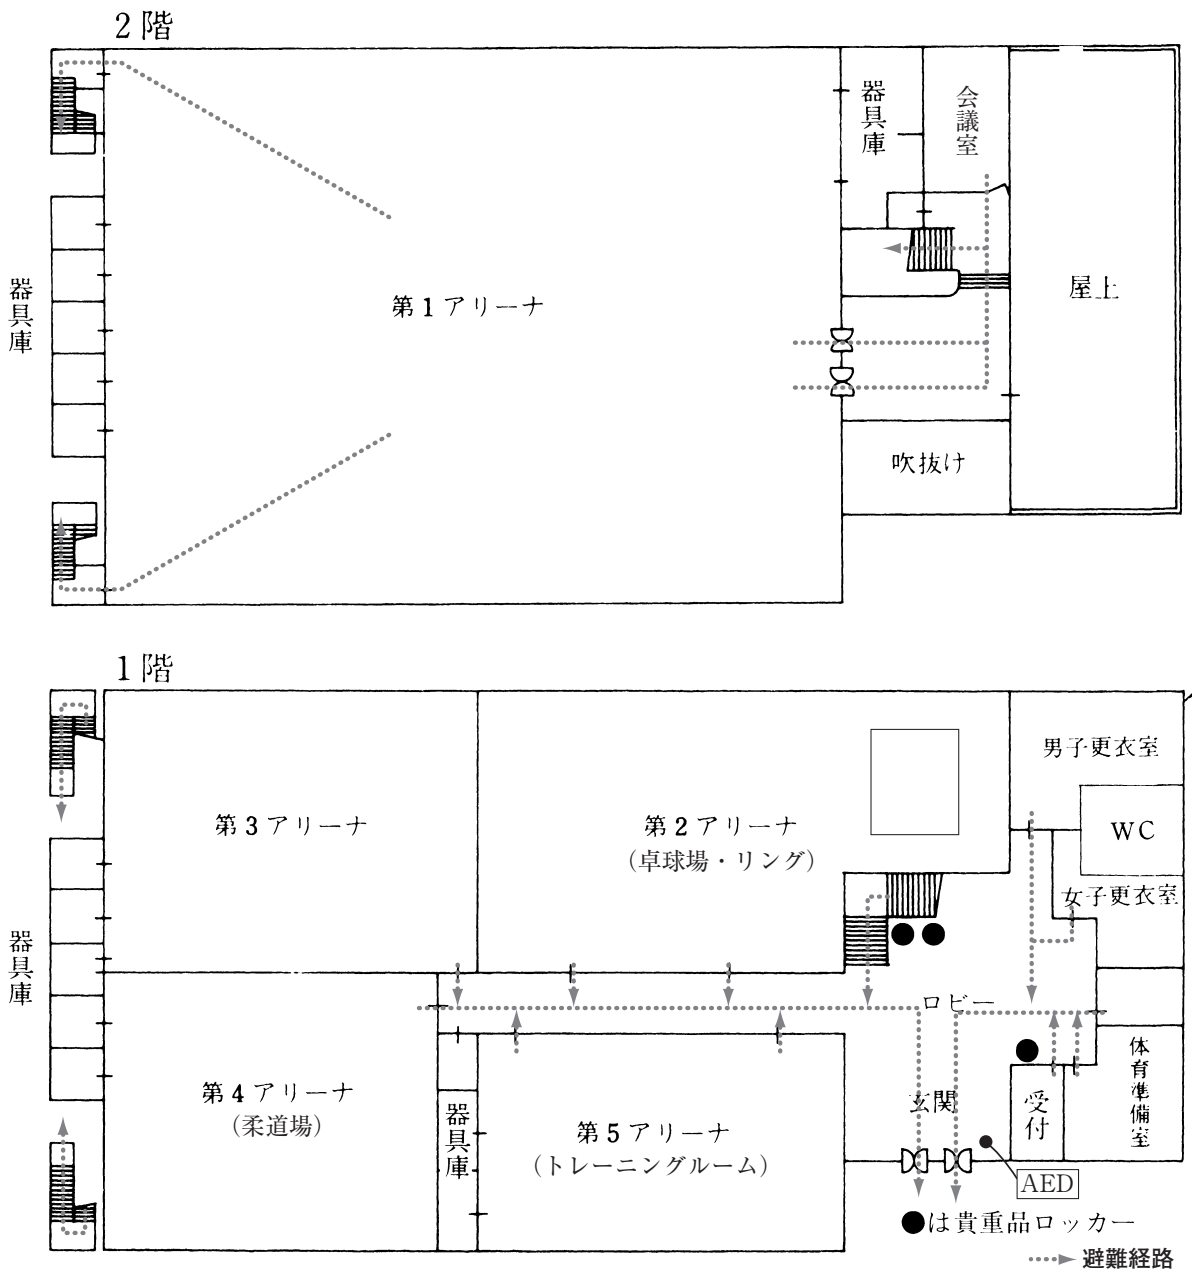 2階
器具庫
会議室
器具庫
第1アリーナ
屋上
吹抜け
1階
男子更衣室
第3アリーナ
第2アリーナ
(卓球場・リング)
WC
女子更衣室
器具庫
ロビー
体育準備室
第4アリーナ
(柔道場)
器具庫
第5アリーナ
(トレーニングルーム)
玄関
受付
AED
●は貴重品ロッカー
避難経路